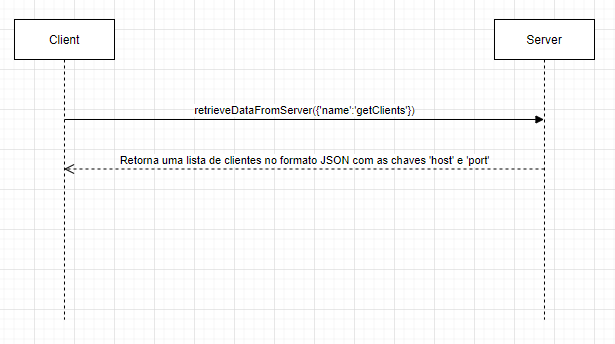 Client
Server
retrieveDataFromServer({'name':'getClients'})
Retorna uma lista de clientes no formato JSON com as chaves 'host' e 'port'